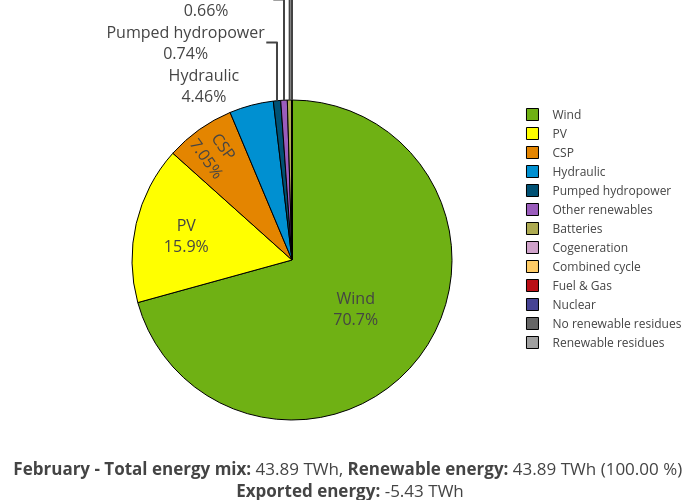 0.66%
Pumped hydropower
0.74%
Hydraulic
4.46%
CSP
7.05%
PV
15.9%
Wind
70.7%
Wind
PV
CSP
Hydraulic
Pumped hydropower
Other renewables
Batteries
Cogeneration
Combined cycle
Fuel & Gas
Nuclear
No renewable residues
Renewable residues
February - Total energy mix: 43.89 TWh, Renewable energy: 43.89 TWh (100.00 %)
Exported energy: -5.43 TWh